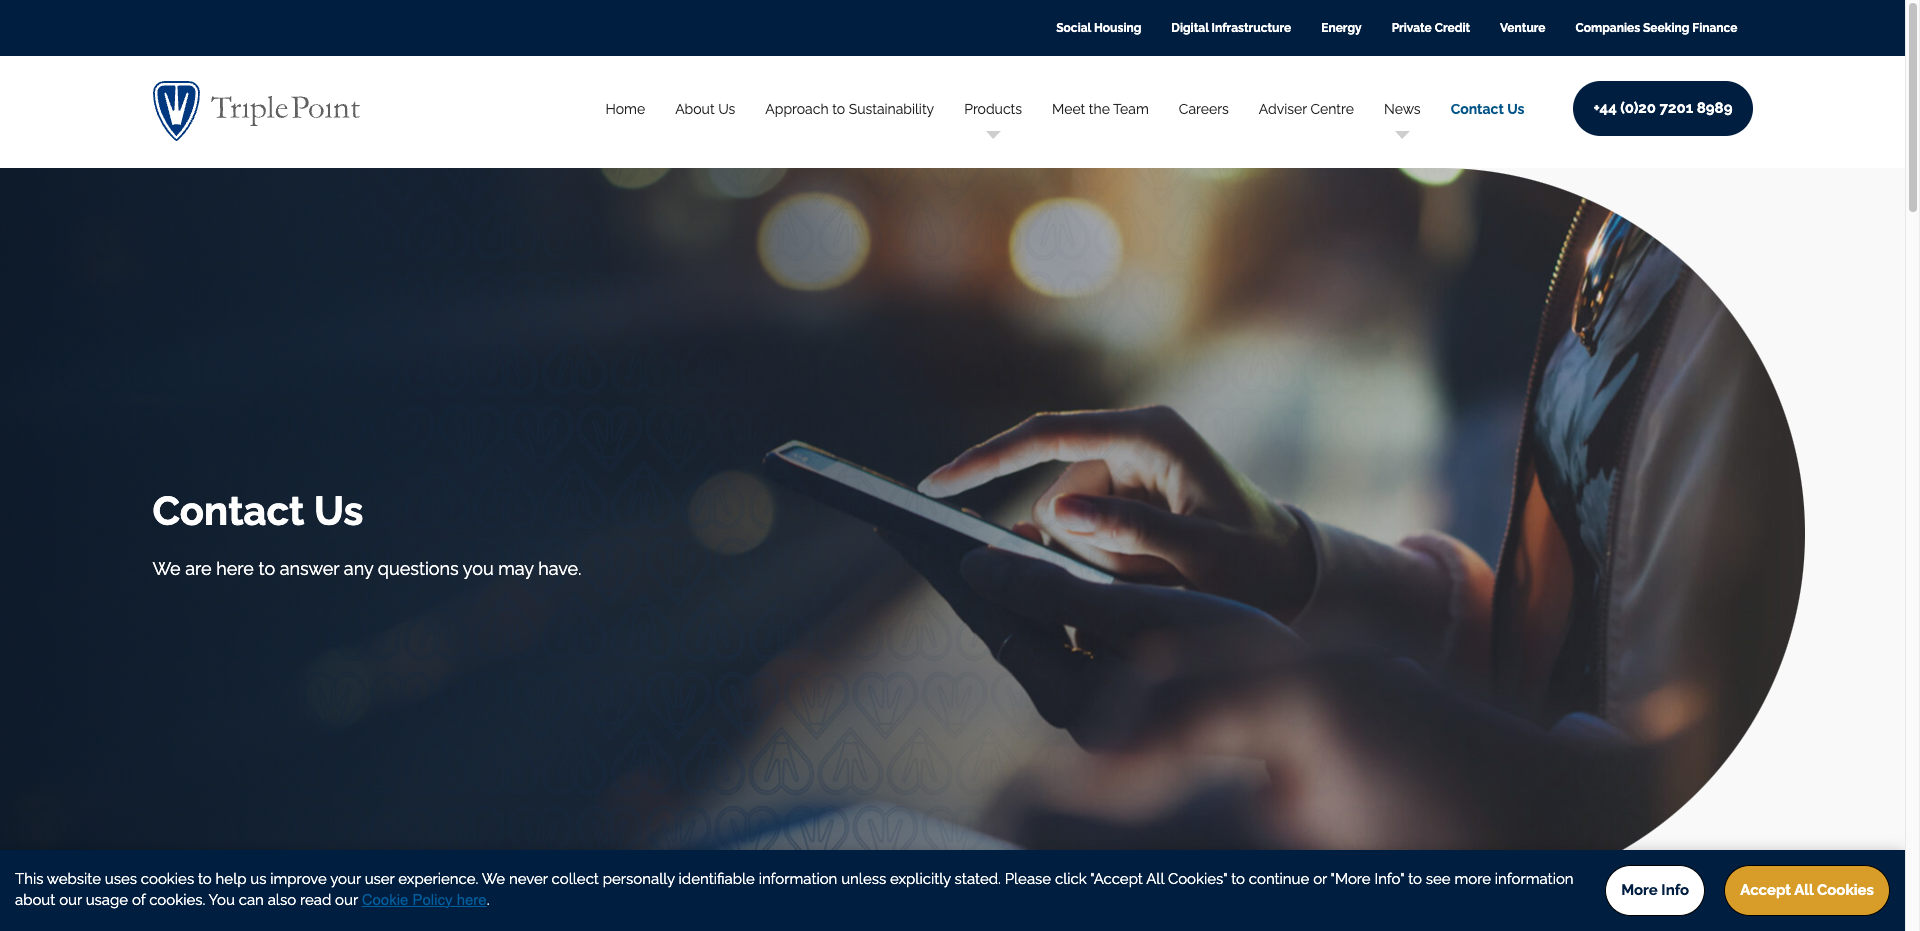 Social Housing Digital Infrastructure Energy Private Credit Venture Companies Seeking Finance
Triple Point
Home About Us Approach to Sustainability Products Meet the Team Careers Adviser Centre News Contact Us +44 (0)20 7201 8989
Contact Us
We are here to answer any questions you may have.
This website uses cookies to help us improve your user experience. We never collect personally identifiable information unless explicitly stated. Please click "Accept All Cookies" to continue or "More Info" to see more information
about our usage of cookies. You can also read our Cookie Policy here.
More Info
Accept All Cookies